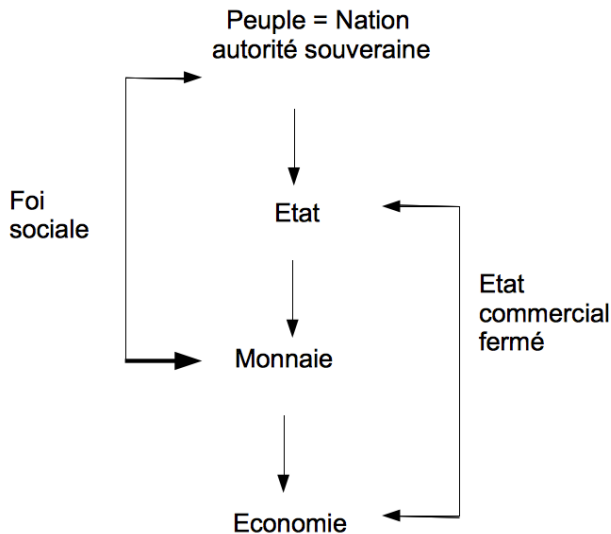 Peuple = Nation
autorité souveraine
Foi
sociale
Etat
Etat
commercial
fermé
Monnaie
Economie